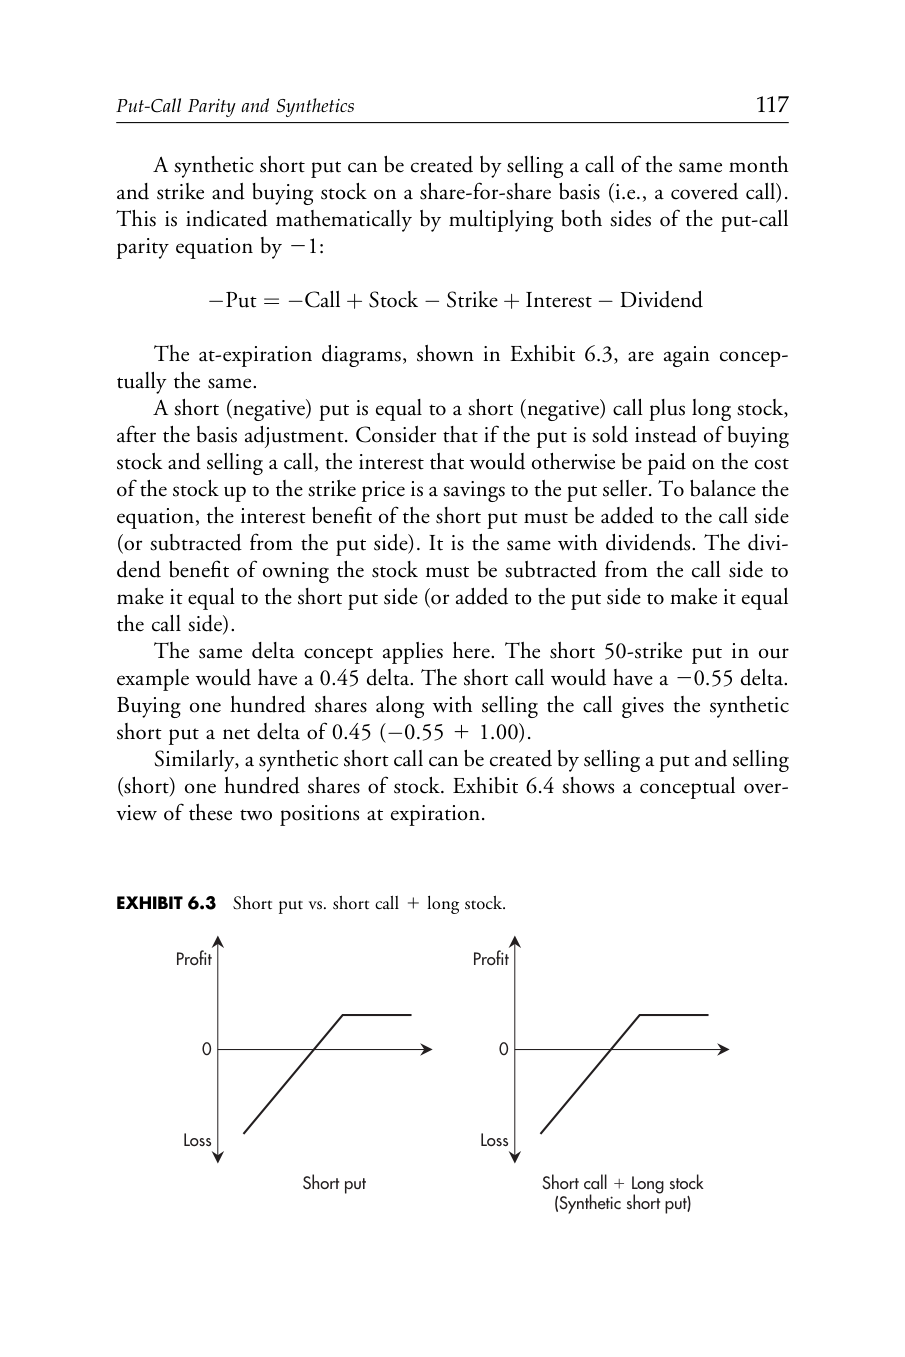 Put-Call Parity and Synthetics 117
A synthetic short put can be created by selling a call of the same month
and strike and buying stock on a share-for-share basis (i.e., a covered call).
This is indicated mathematically by multiplying both sides of the put-call
parity equation by −1:
−Put = −Call + Stock − Strike + Interest − Dividend
The at-expiration diagrams, shown in Exhibit 6.3, are again concep-
tually the same.
A short (negative) put is equal to a short (negative) call plus long stock,
after the basis adjustment. Consider that if the put is sold instead of buying
stock and selling a call, the interest that would otherwise be paid on the cost
of the stock up to the strike price is a savings to the put seller. To balance the
equation, the interest benefit of the short put must be added to the call side
(or subtracted from the put side). It is the same with dividends. The divi-
dend benefit of owning the stock must be subtracted from the call side to
make it equal to the short put side (or added to the put side to make it equal
the call side).
The same delta concept applies here. The short 50-strike put in our
example would have a 0.45 delta. The short call would have a −0.55 delta.
Buying one hundred shares along with selling the call gives the synthetic
short put a net delta of 0.45 (−0.55 + 1.00).
Similarly, a synthetic short call can be created by selling a put and selling
(short) one hundred shares of stock. Exhibit 6.4 shows a conceptual over-
view of these two positions at expiration.
EXHIBIT 6.3 Short put vs. short call + long stock.
Profit
0
Loss
Short put
Profit
0
Loss
Short call + Long stock
(Synthetic short put)